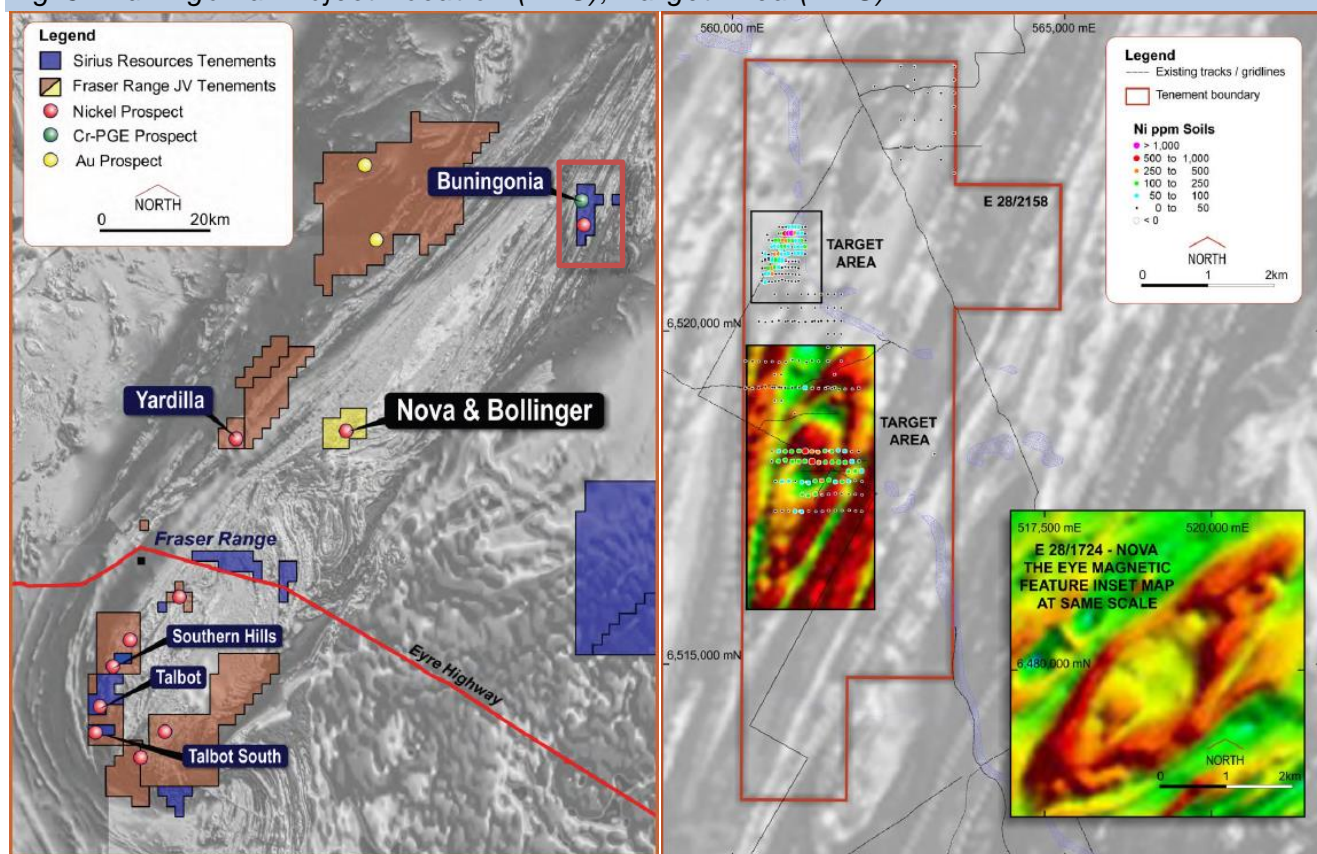 Legend
Sirius Resources Tenements
Fraser Range JV Tenements
Nickel Prospect
Cr-PGE Prospect
Au Prospect
NORTH
0 20km
Buningonia
Yardilla
Nova & Bollinger
Fraser Range
Southern Hills
Talbot
Talbot South
Eyre Highway
560,000 mE
565,000 mE
Legend
Existing tracks / gridlines
Tenement boundary
Ni ppm Soils
> 1,000
500 to 1,000
250 to 500
100 to 250
50 to 100
0 to 50
< 0
NORTH
0 1 2km
E 28/2158
TARGET
AREA
6,520,000 mN
TARGET
AREA
6,515,000 mN
517,500 mE
520,000 mE
E 28/1724 - NOVA
THE EYE MAGNETIC
FEATURE INSET MAP
AT SAME SCALE
6,480,000 mN
NORTH
0 1 2km